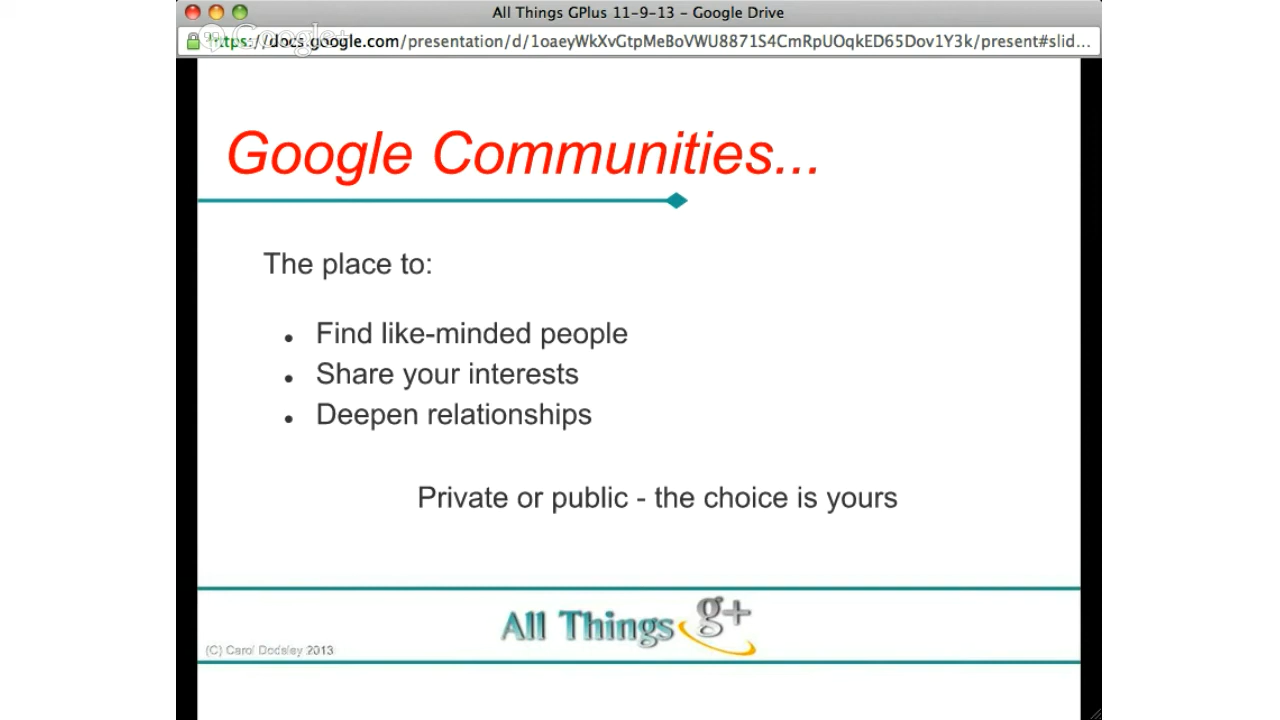 All Things GPlus 11-9-13 – Google Drive
Google+
https://docs.google.com/presentation/d/1oaeyWkXvGtpMeBoVWU8871S4CmRpUOqkED65Dov1Y3k/present#slid...
Google Communities...
The place to:
• Find like-minded people
• Share your interests
• Deepen relationships
Private or public - the choice is yours
All Things g+
(C) Carol Dodsley 2013